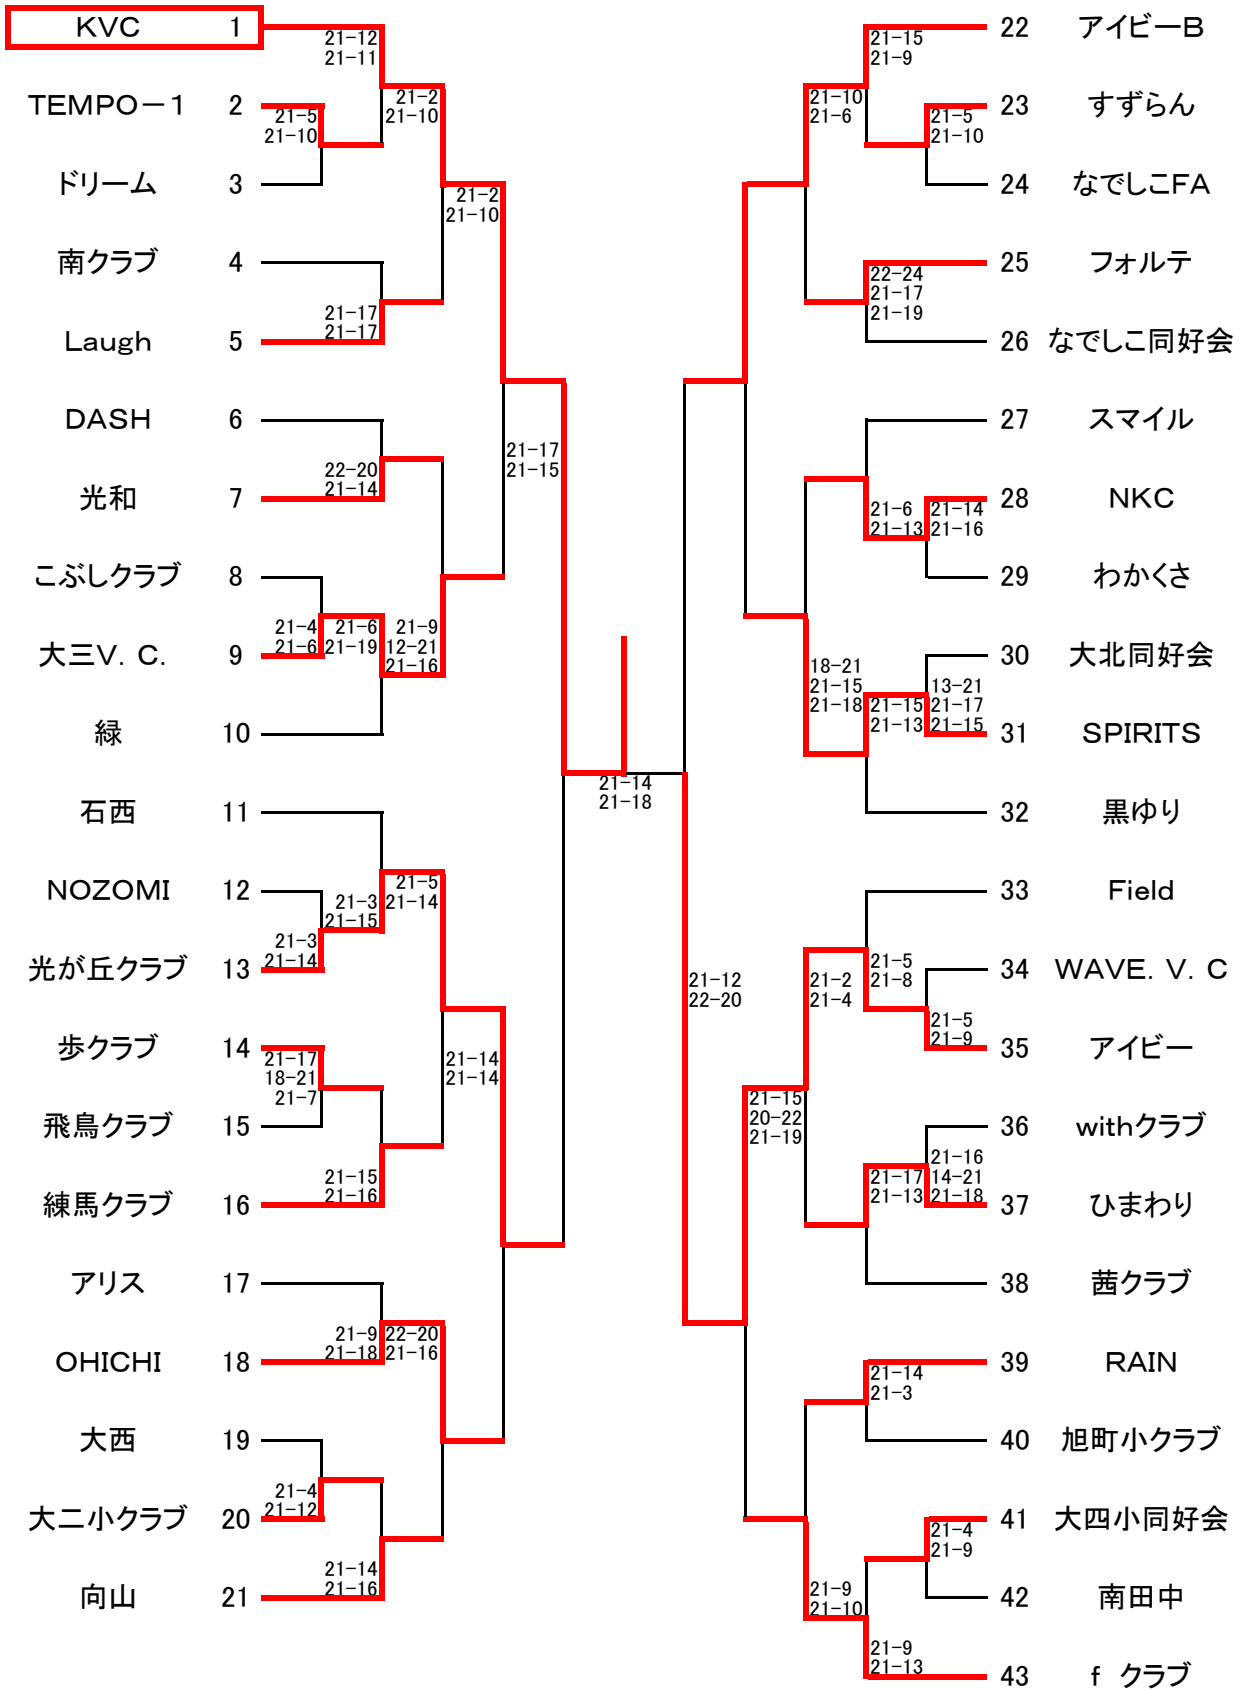 KVC 1
21-12
21-11
TEMPO－1 2
21-5
21-10
21-2
21-10
ドリーム 3
21-2
21-10
南クラブ 4
21-17
21-17
Laugh 5
DASH 6
21-17
21-15
22-20
21-14
光和 7
こぶしクラブ 8
21-4
21-6
21-6
21-19
21-9
12-21
21-16
大三V．C． 9
緑 10
石西 11
21-14
21-18
NOZOMI 12
21-3
21-15
21-5
21-14
21-3
21-14
光が丘クラブ 13
歩クラブ 14
21-17
18-21
21-7
21-14
21-14
飛鳥クラブ 15
21-15
21-16
練馬クラブ 16
アリス 17
21-9
21-18
22-20
21-16
OHICHI 18
大西 19
21-4
21-12
大二小クラブ 20
21-14
21-16
向山 21
22 アイビーB
21-15
21-9
21-10
21-6
23 すずらん
21-5
21-10
24 なでしこFA
25 フォルテ
22-24
21-17
21-19
26 なでしこ同好会
27 スマイル
28 NKC
21-6
21-13
21-14
21-16
29 わかくさ
30 大北同好会
18-21
21-15
21-18
21-15
21-13
13-21
21-17
21-15
31 SPIRITS
32 黒ゆり
33 Field
34 WAVE．V．C
21-12
22-20
21-2
21-4
21-5
21-8
21-5
21-9
35 アイビー
21-15
20-22
21-19
36 withクラブ
21-17
21-13
21-16
14-21
21-18
37 ひまわり
38 茜クラブ
39 RAIN
21-14
21-3
40 旭町小クラブ
41 大四小同好会
21-4
21-9
42 南田中
21-9
21-10
21-9
21-13
43 f クラブ